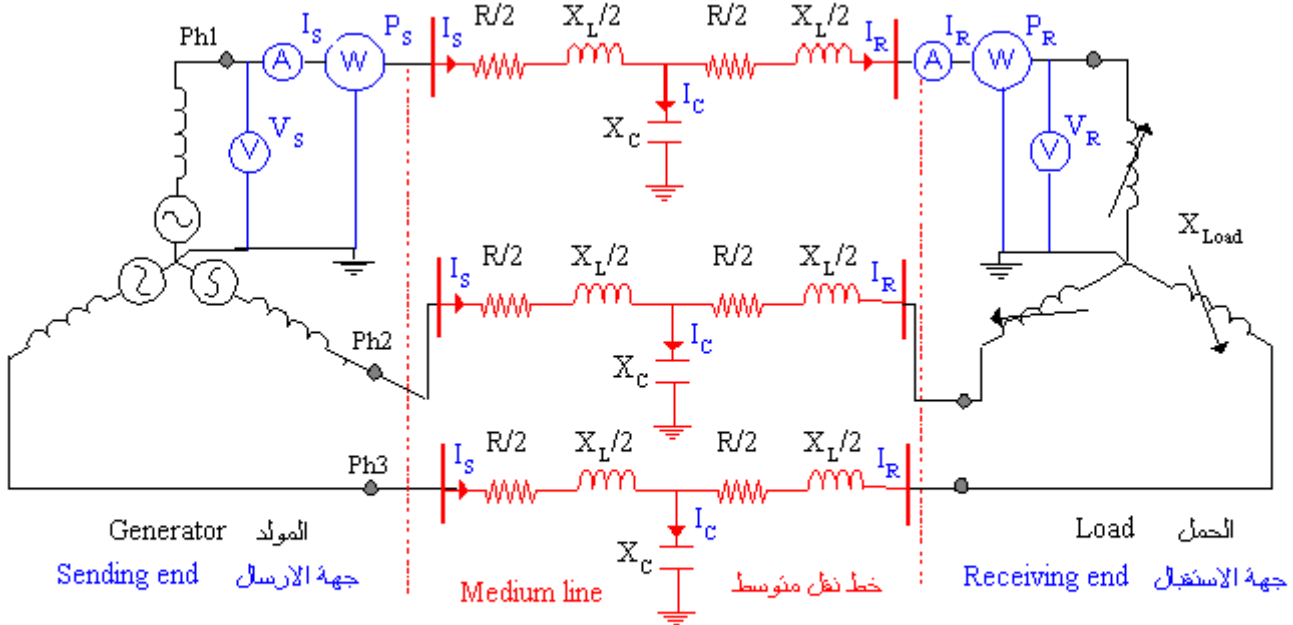 Ph1
I_S
P_S
I_S
R/2
X_L/2
R/2
X_L/2
I_R
I_R
P_R
A
W
A
W
I_C
X_C
V
V_S
V
V_R
X_Load
I_S
R/2
X_L/2
R/2
X_L/2
I_R
Ph2
I_C
X_C
Ph3
I_S
R/2
X_L/2
R/2
X_L/2
I_R
I_C
X_C
Generator المولد
Load الحمل
Sending end جهة الارسال
Medium line خط نقل متوسط
Receiving end جهة الاستقبال